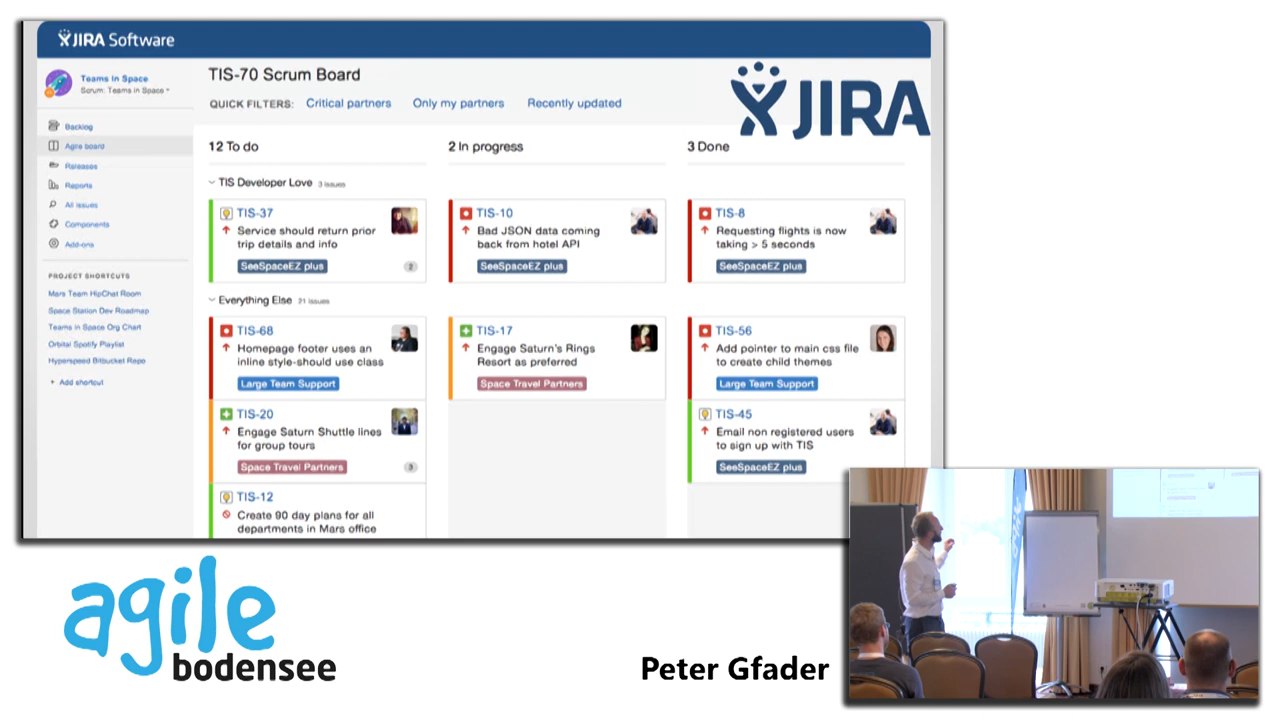 JIRA Software
Teams In Space
Scrum: Teams in Space
Backlog
Agile board
Releases
Reports
All issues
Components
Add-ons
PROJECT SHORTCUTS
Mars Team HipChat Room
Space Station Dev Roadmap
Teams in Space Org Chart
Orbital Spotify Playlist
Hyperspeed Bitbucket Repo
+ Add shortcut
TIS-70 Scrum Board
JIRA
QUICK FILTERS: Critical partners Only my partners Recently updated
12 To do
2 In progress
3 Done
TIS Developer Love 3 issues
TIS-37
Service should return prior
trip details and info
SeeSpaceEZ plus
2
TIS-10
Bad JSON data coming
back from hotel API
SeeSpaceEZ plus
TIS-8
Requesting flights is now
taking > 5 seconds
SeeSpaceEZ plus
Everything Else 21 issues
TIS-68
Homepage footer uses an
inline style-should use class
Large Team Support
TIS-17
Engage Saturn's Rings
Resort as preferred
Space Travel Partners
TIS-56
Add pointer to main css file
to create child themes
Large Team Support
TIS-20
Engage Saturn Shuttle lines
for group tours
Space Travel Partners
3
TIS-45
Email non registered users
to sign up with TIS
SeeSpaceEZ plus
TIS-12
Create 90 day plans for all
departments in Mars office
agile
bodensee
Peter Gfader